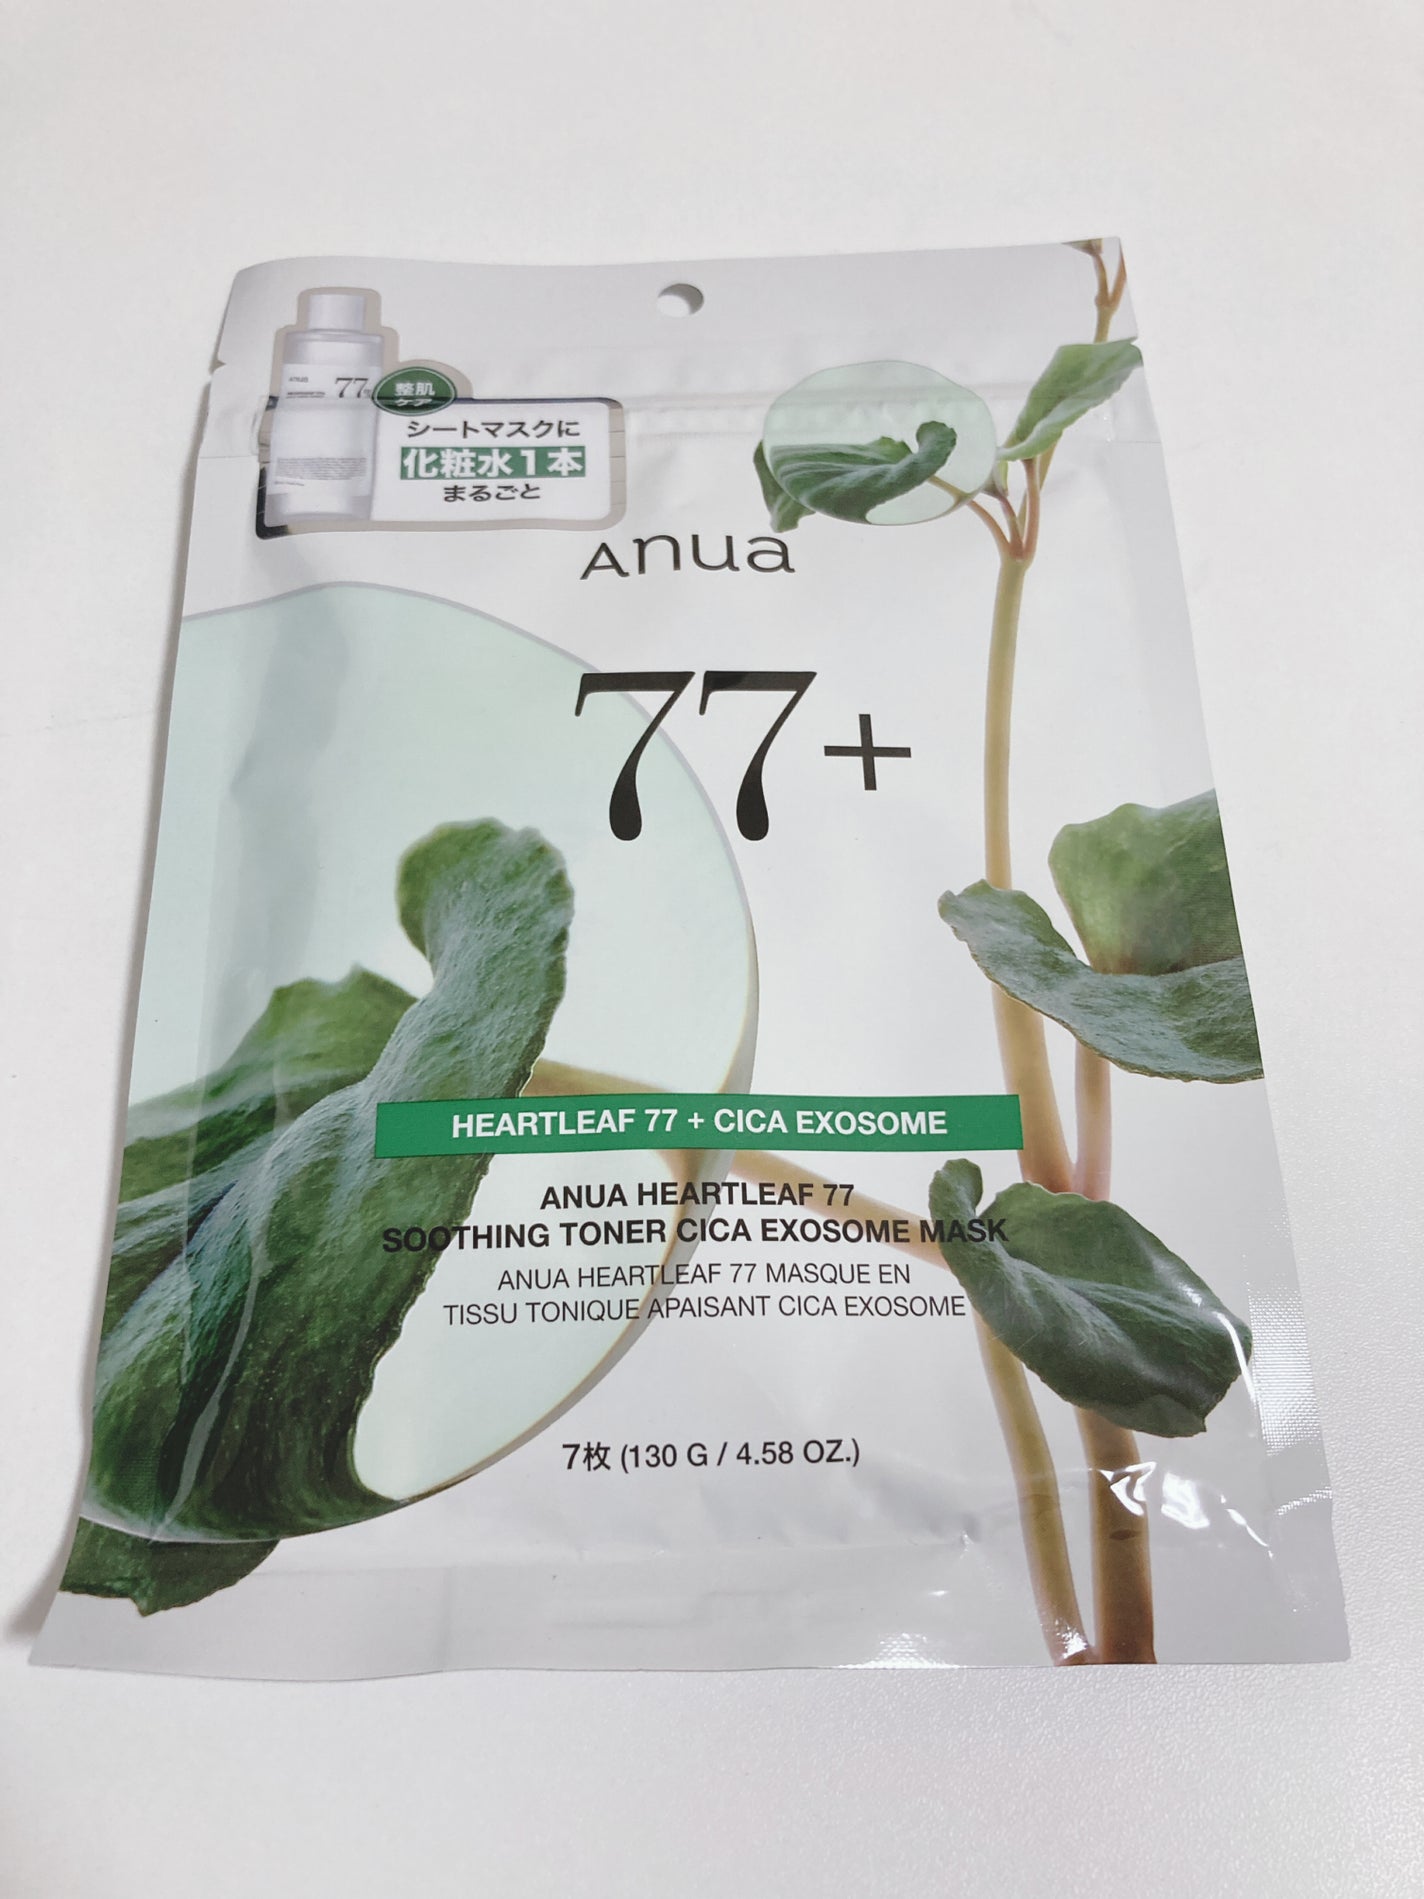 Anua
77
整肌
ケア
シートマスクに
化粧水1本
まるごと
Anua
77+
HEARTLEAF 77 + CICA EXOSOME
ANUA HEARTLEAF 77
SOOTHING TONER CICA EXOSOME MASK
ANUA HEARTLEAF 77 MASQUE EN
TISSU TONIQUE APAISANT CICA EXOSOME
7枚 (130 G / 4.58 OZ.)